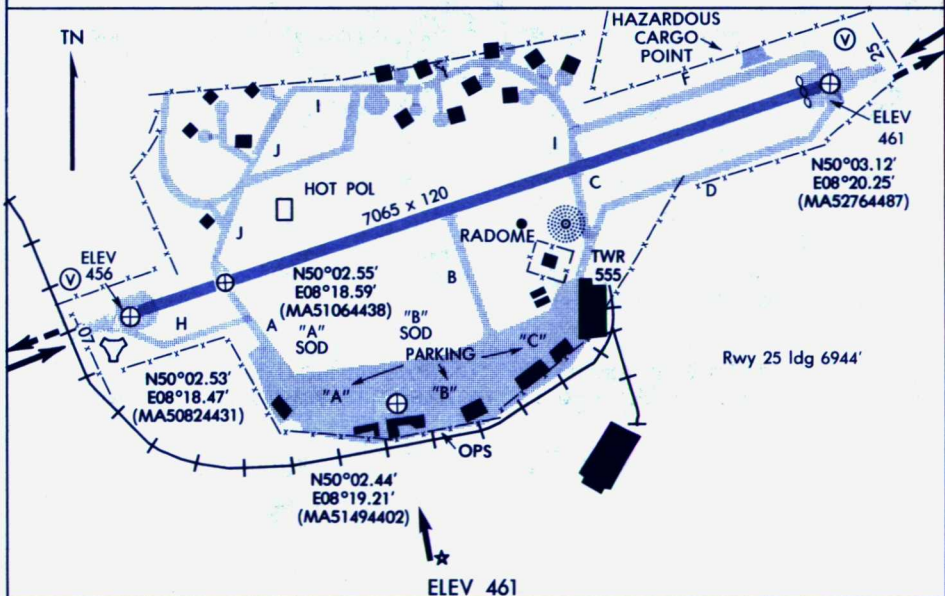 HAZARDOUS
CARGO
POINT
TN
V
25
F
I
ELEV
461
J
I
N50°03.12'
E08°20.25'
(MA52764487)
C
D
HOT POL
7065 x 120
J
RADOME
TWR
555
ELEV
456
V
N50°02.55'
E08°18.59'
(MA51064438)
B
H
A
"A"
SOD
"B"
SOD
07
"C"
PARKING
Rwy 25 ldg 6944'
N50°02.53'
E08°18.47'
(MA50824431)
"A"
"B"
OPS
N50°02.44'
E08°19.21'
(MA51494402)
ELEV 461